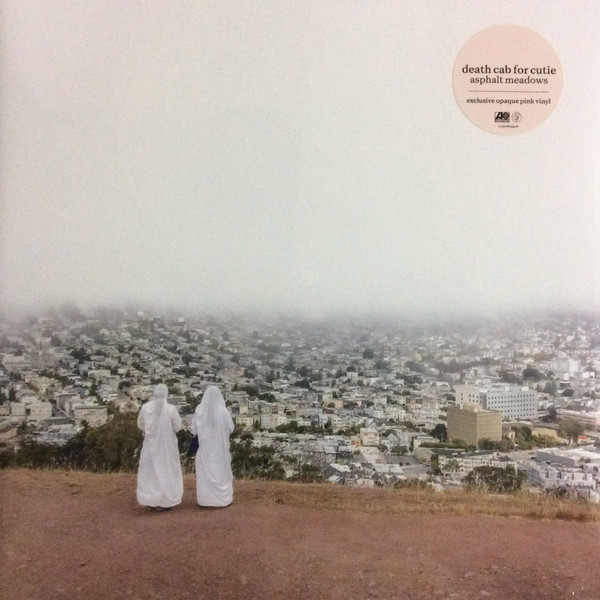 death cab for cutie
asphalt meadows
exclusive opaque pink vinyl